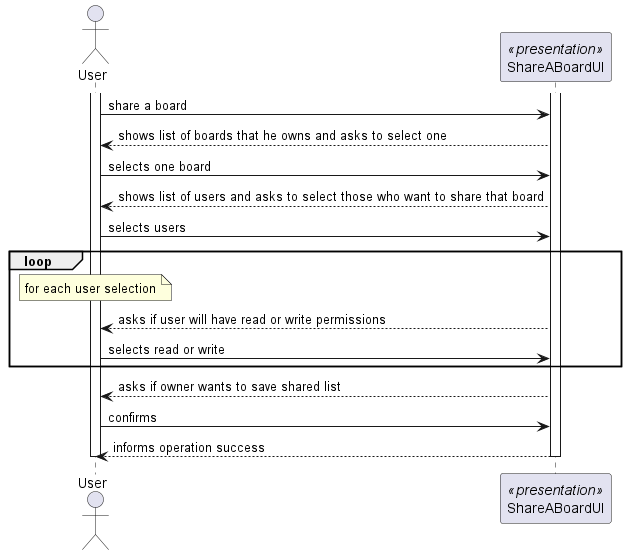 User
«presentation»
ShareABoardUI
share a board
shows list of boards that he owns and asks to select one
selects one board
shows list of users and asks to select those who want to share that board
selects users
loop
for each user selection
asks if user will have read or write permissions
selects read or write
asks if owner wants to save shared list
confirms
informs operation success
User
«presentation»
ShareABoardUI